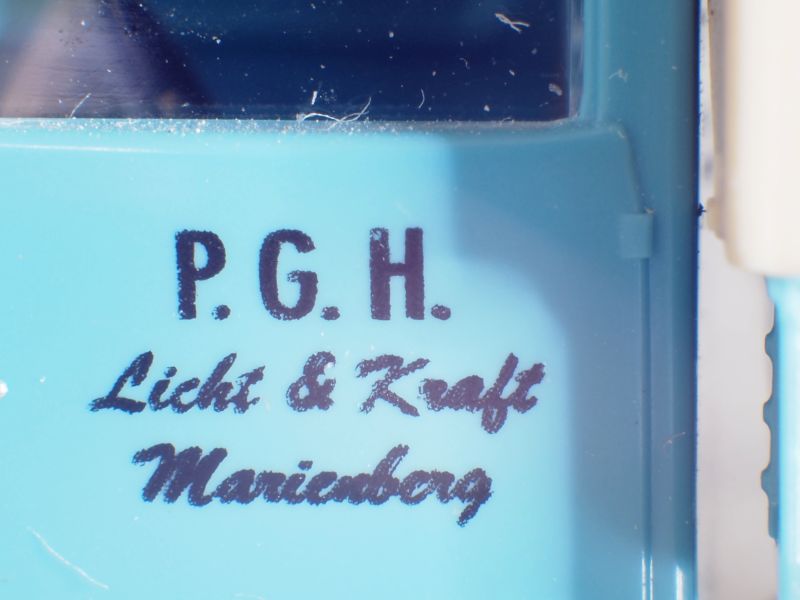 P. G. H.
Licht & Kraft
Marienberg